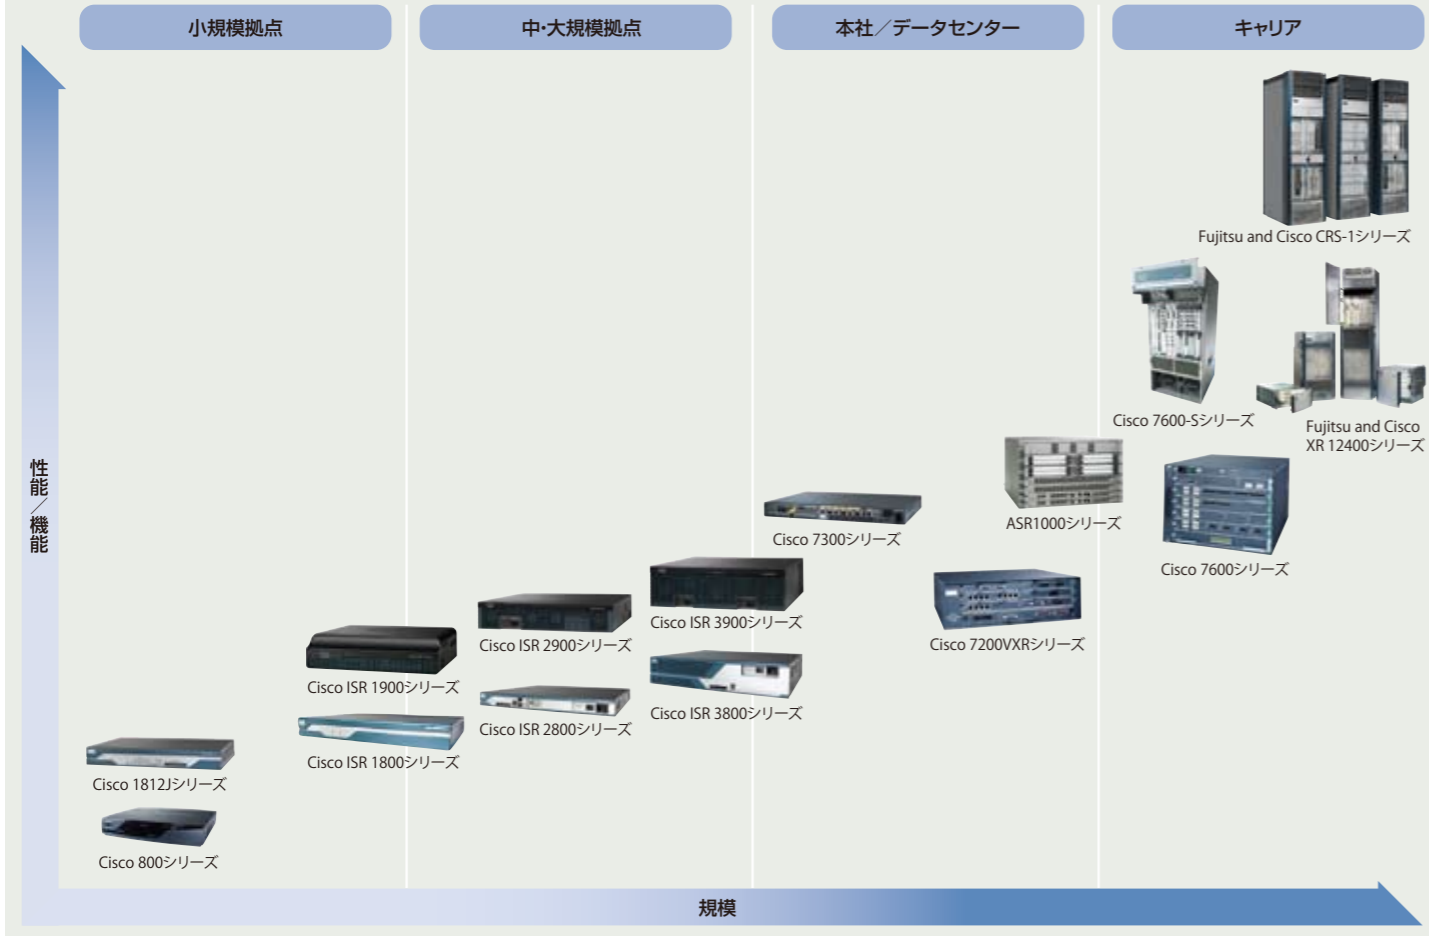 小規模拠点
中・大規模拠点
本社／データセンター
キャリア
Fujitsu and Cisco CRS-1シリーズ
Cisco 7600-Sシリーズ
Fujitsu and Cisco
XR 12400シリーズ
性能／機能
ASR1000シリーズ
Cisco 7300シリーズ
Cisco 7600シリーズ
Cisco ISR 3900シリーズ
Cisco ISR 2900シリーズ
Cisco 7200VXRシリーズ
Cisco ISR 1900シリーズ
Cisco ISR 3800シリーズ
Cisco ISR 2800シリーズ
Cisco ISR 1800シリーズ
Cisco 1812Jシリーズ
Cisco 800シリーズ
規模